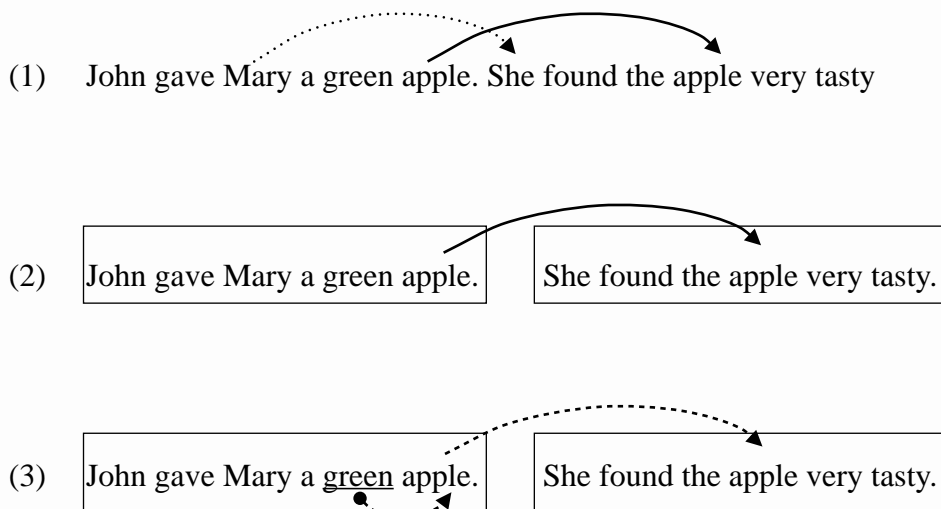 (1) John gave Mary a green apple. She found the apple very tasty
(2) John gave Mary a green apple. She found the apple very tasty.
(3) John gave Mary a green apple. She found the apple very tasty.